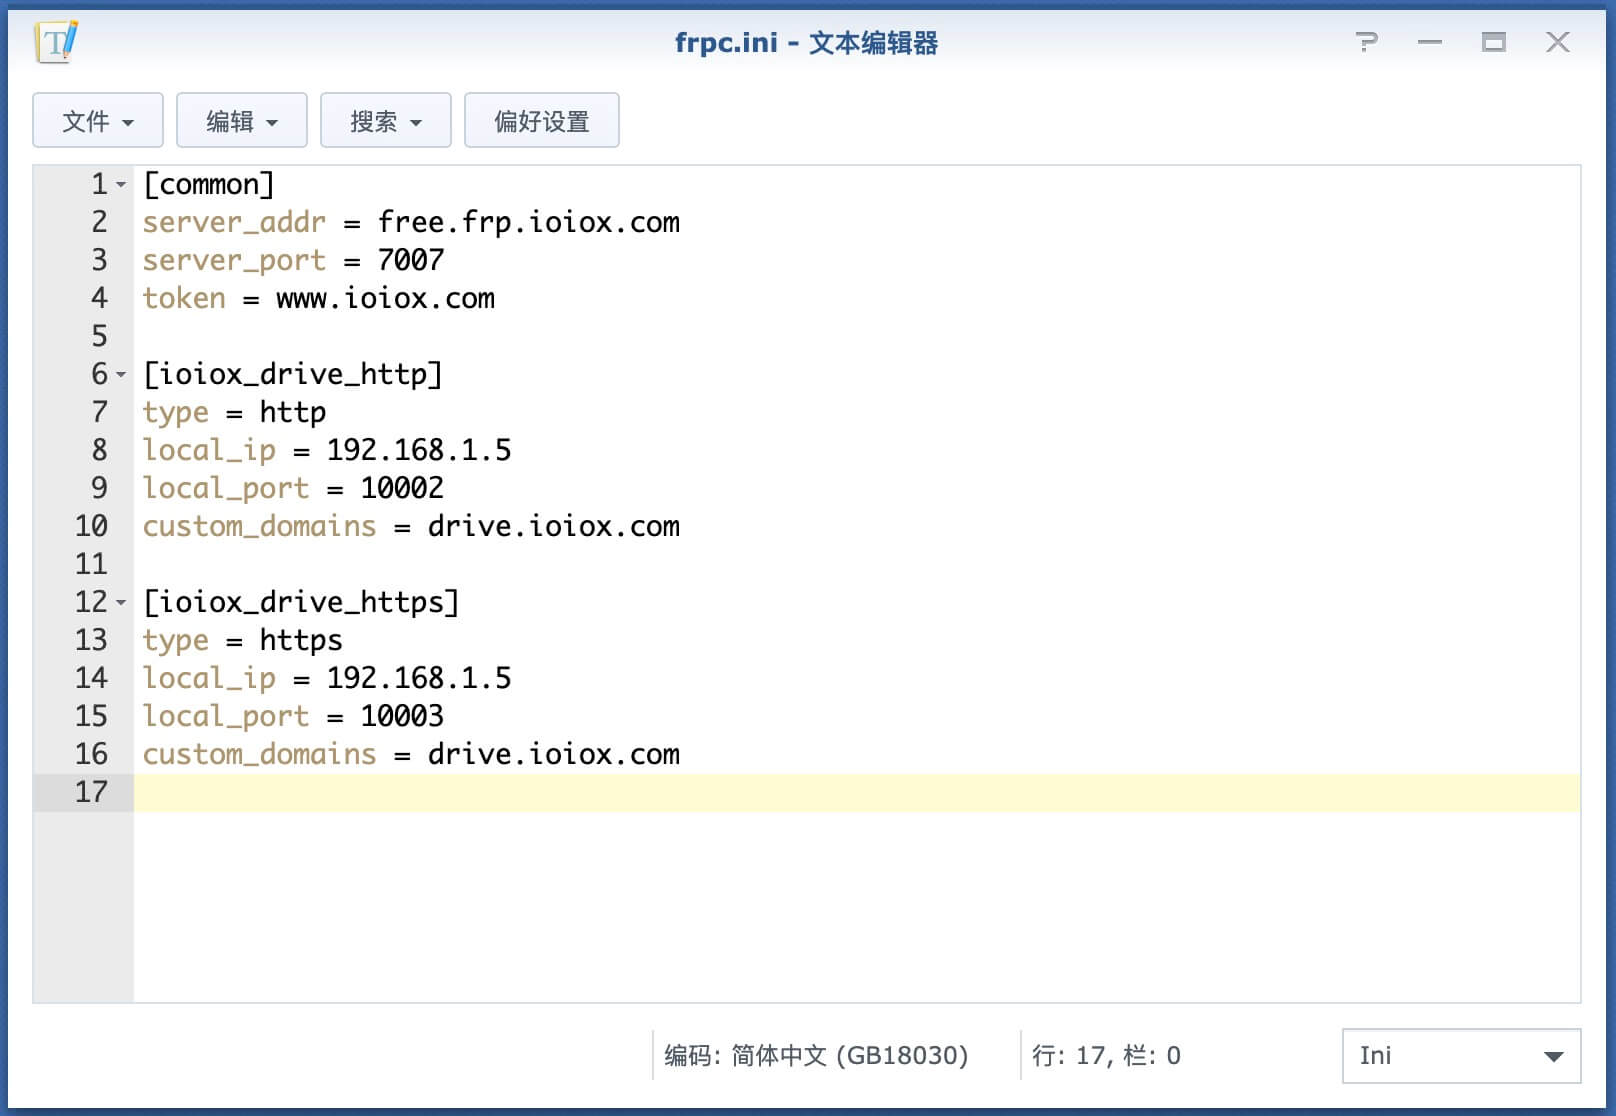 frpc.ini - 文本编辑器
文件 编辑 搜索 偏好设置
1 [common]
2 server_addr = free.frp.ioiox.com
3 server_port = 7007
4 token = www.ioiox.com
5
6 [ioiox_drive_http]
7 type = http
8 local_ip = 192.168.1.5
9 local_port = 10002
10 custom_domains = drive.ioiox.com
11
12 [ioiox_drive_https]
13 type = https
14 local_ip = 192.168.1.5
15 local_port = 10003
16 custom_domains = drive.ioiox.com
17
编码: 简体中文 (GB18030) 行: 17, 栏: 0 Ini